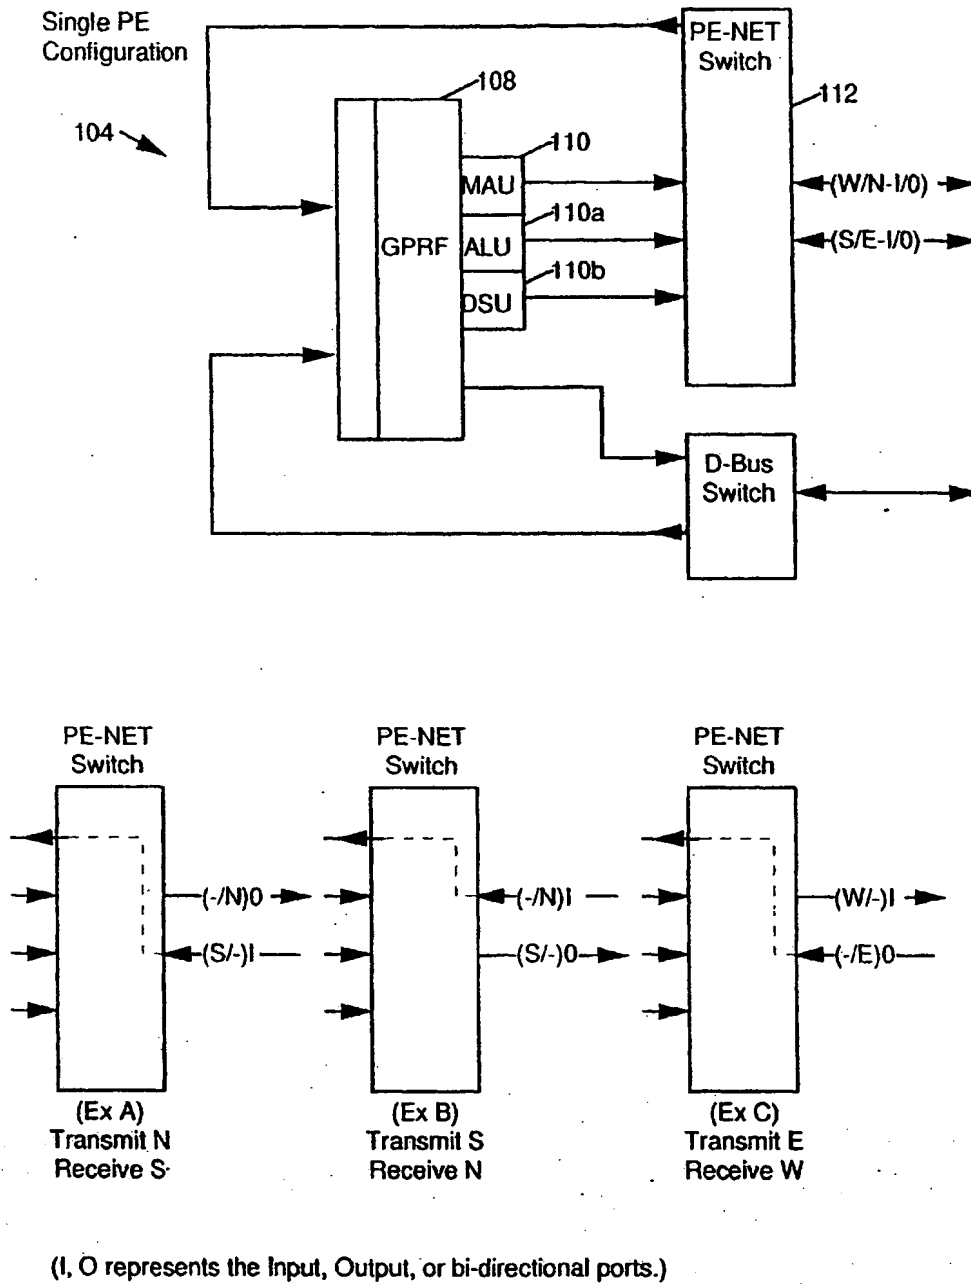 Single PE
Configuration
PE-NET
Switch
108
112
104
110
MAU
(W/N-I/0)
110a
GPRF
ALU
(S/E-I/0)
110b
DSU
D-Bus
Switch
PE-NET
Switch
PE-NET
Switch
PE-NET
Switch
(-/N)0
(-/N)I
(W/-)I
(S/-)I
(S/-)0
(-/E)0
(Ex A)
Transmit N
Receive S
(Ex B)
Transmit S
Receive N
(Ex C)
Transmit E
Receive W
(I, O represents the Input, Output, or bi-directional ports.)